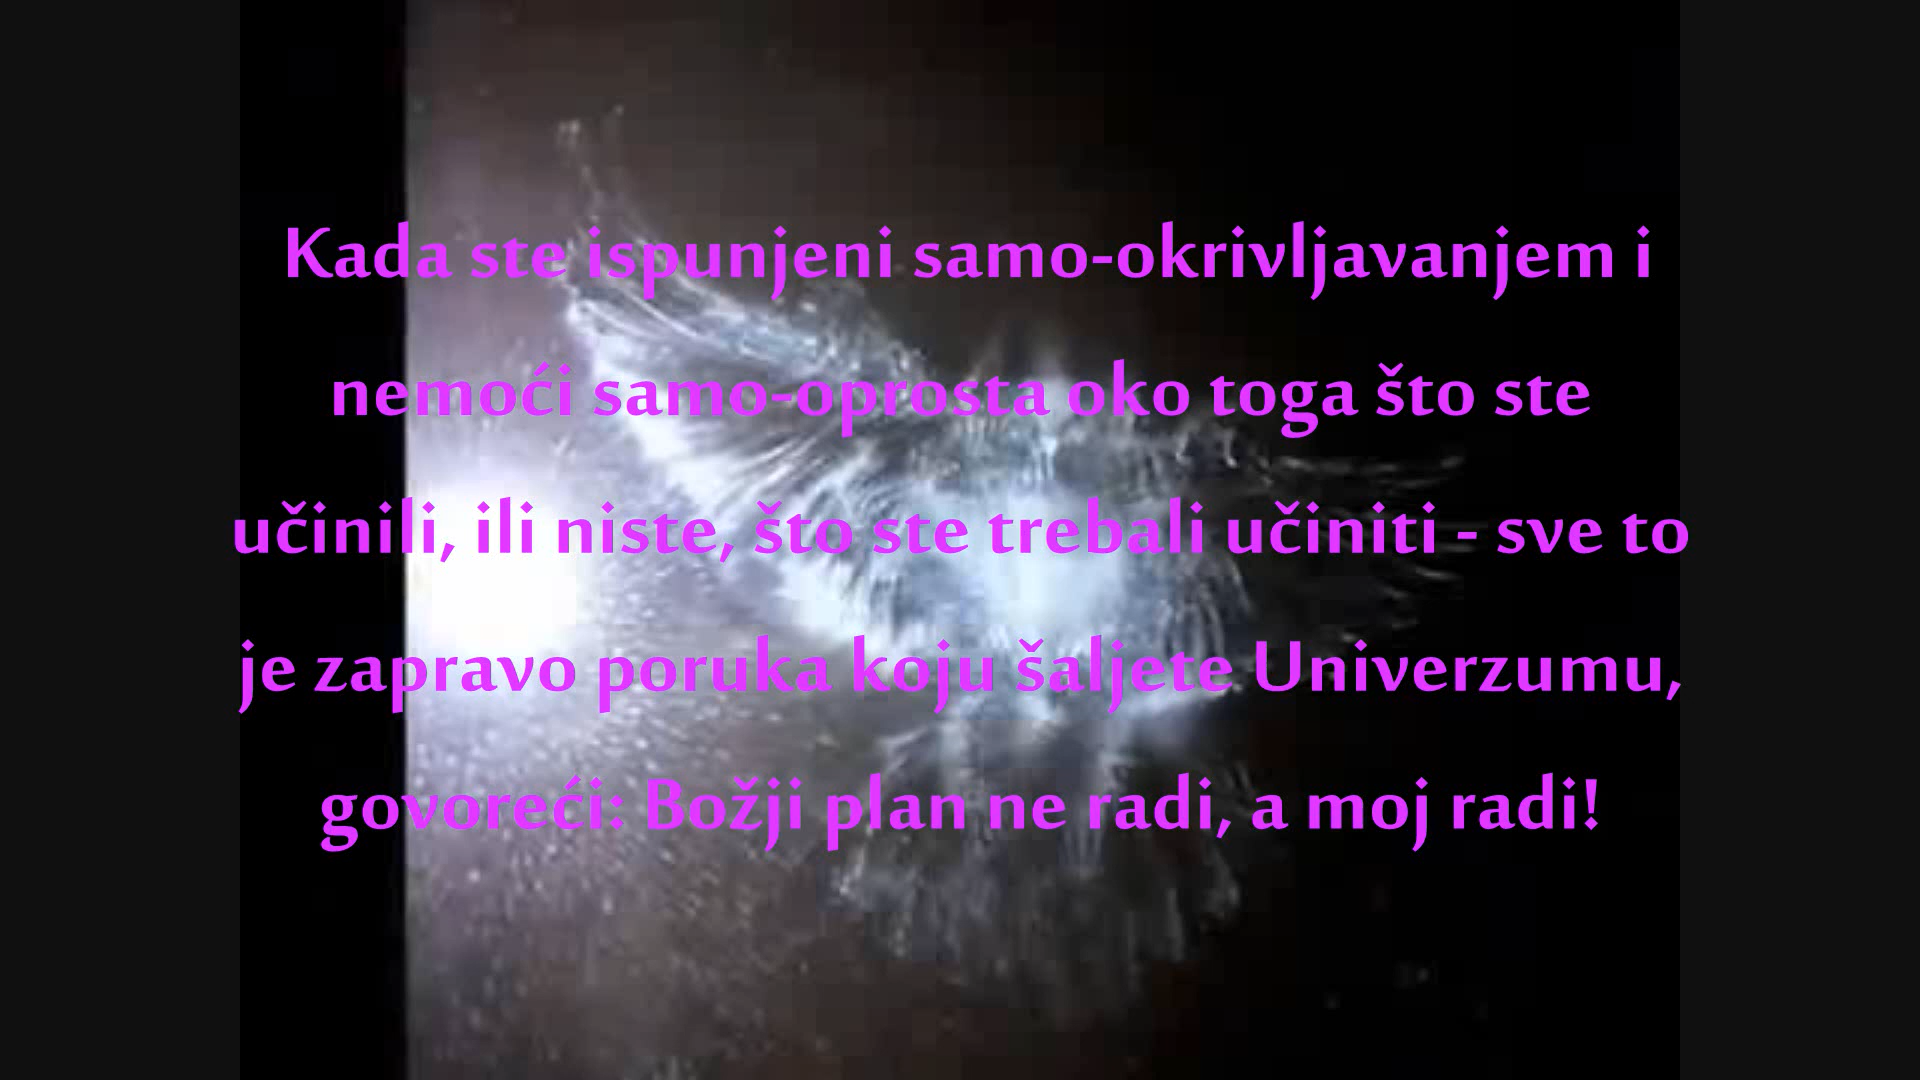 Kada ste ispunjeni samo-okrivljavanjem i
nemoći samo-oprosta oko toga što ste
učinili, ili niste, što ste trebali učiniti - sve to
je zapravo poruka koju šaljete Univerzumu,
govoreći: Božji plan ne radi, a moj radi!